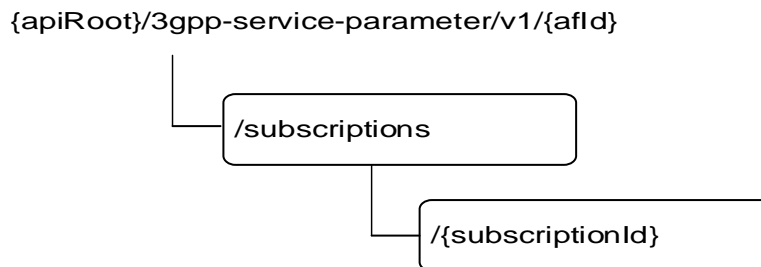 {apiRoot}/3gpp-service-parameter/v1/{afId}
/subscriptions
/{subscriptionId}